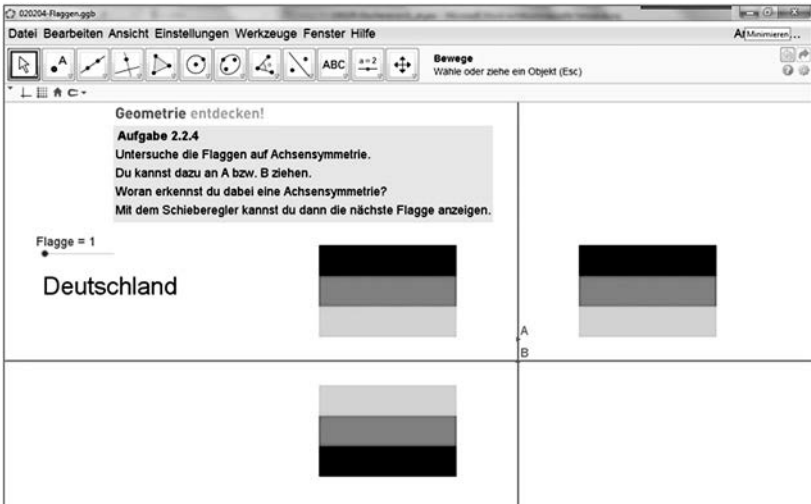 020204-Flaggen.ggb
Datei Bearbeiten Ansicht Einstellungen Werkzeuge Fenster Hilfe
Minimieren
A
ABC
a=2
Bewege
Wähle oder ziehe ein Objekt (Esc)
Geometrie entdecken!
Aufgabe 2.2.4
Untersuche die Flaggen auf Achsensymmetrie.
Du kannst dazu an A bzw. B ziehen.
Woran erkennst du dabei eine Achsensymmetrie?
Mit dem Schieberegler kannst du dann die nächste Flagge anzeigen.
Flagge = 1
Deutschland
A
B